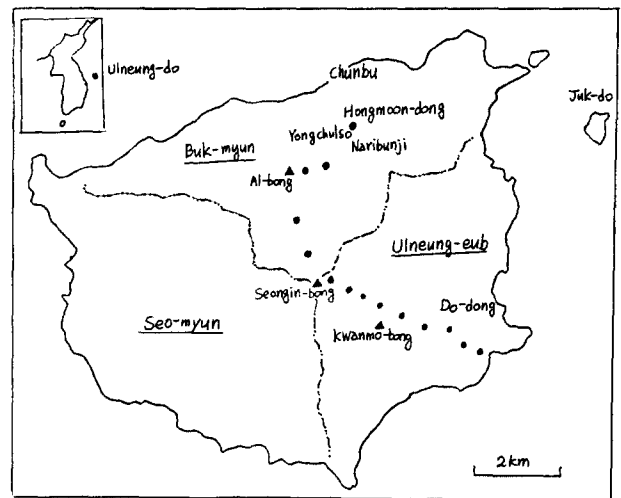 Ulneung-do
Chunbu
Juk-do
Hongmoon-dong
Yongchulso
Naribunji
Buk-myun
Al-bong
Ulneung-eub
Seongin-bong
Do-dong
Seo-myun
Kwanmo-bong
2km